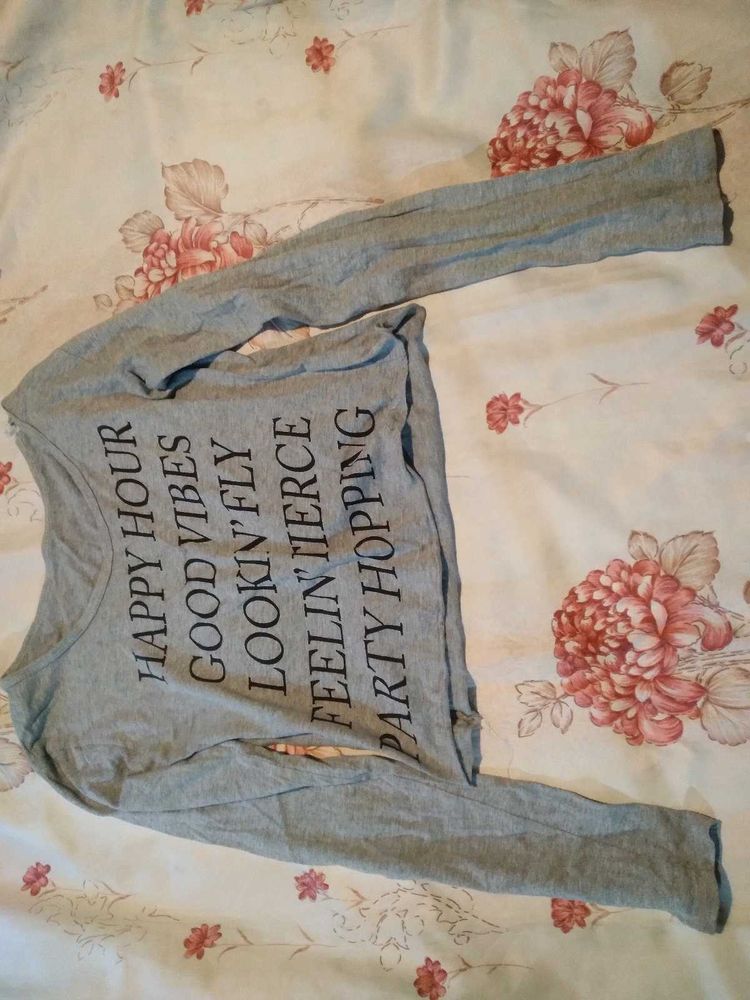 HAPPY HOUR
GOOD VIBES
LOOKIN' FLY
FEELIN' FIERCE
PARTY HOPPING